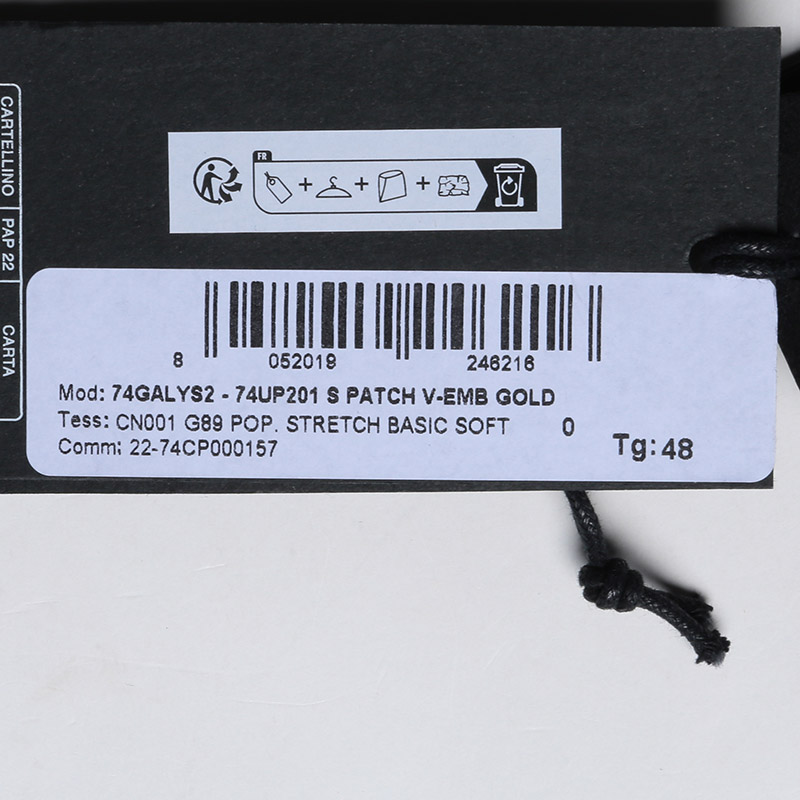 CARTELLINO PAP 22 CARTA
FR
8 052019 246216
Mod: 74GALYS2 - 74UP201 S PATCH V-EMB GOLD
Tess: CN001 G89 POP. STRETCH BASIC SOFT 0
Comm: 22-74CP000157
Tg: 48